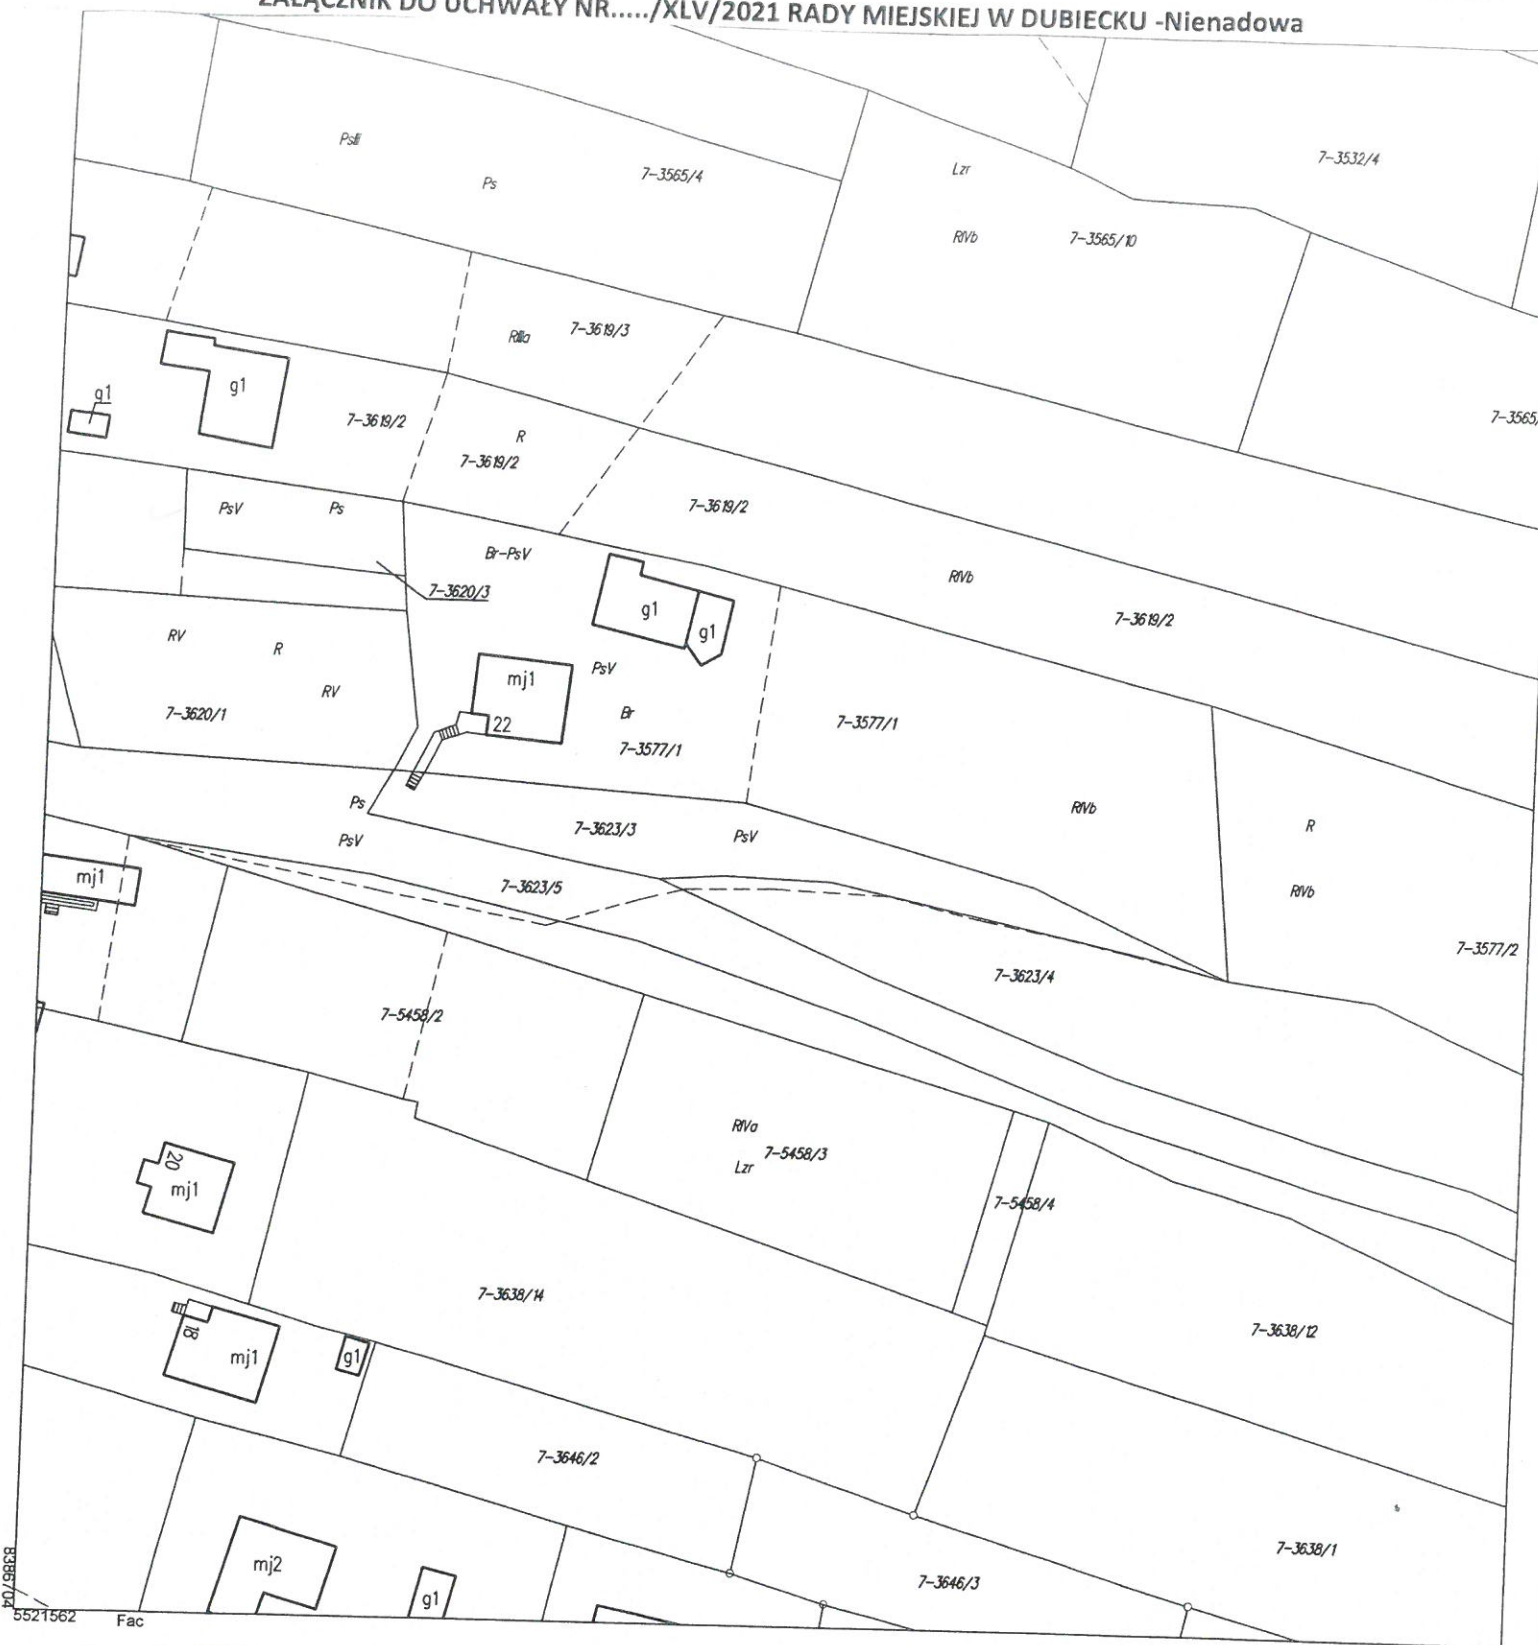 ZAŁĄCZNIK DO UCHWAŁY NR...../XLV/2021 RADY MIEJSKIEJ W DUBIECKU -Nienadowa
PsIII
Ps
7-3565/4
Lzr
7-3532/4
RIVb
7-3565/10
RIIIa
7-3619/3
g1
g1
7-3619/2
7-3565/
R
7-3619/2
PsV
Ps
7-3619/2
Br-PsV
7-3620/3
RIVb
g1
g1
7-3619/2
RV
R
RV
mj1
PsV
7-3620/1
22
Br
7-3577/1
7-3577/1
Ps
RIVb
7-3623/3
PsV
PsV
R
mj1
7-3623/5
RIVb
7-3577/2
7-3623/4
7-5458/2
RIVa
7-5458/3
Lzr
20
mj1
7-5458/4
7-3638/14
18
mj1
g1
7-3638/12
7-3646/2
mj2
g1
7-3646/3
7-3638/1
8386704
5521562
Fac